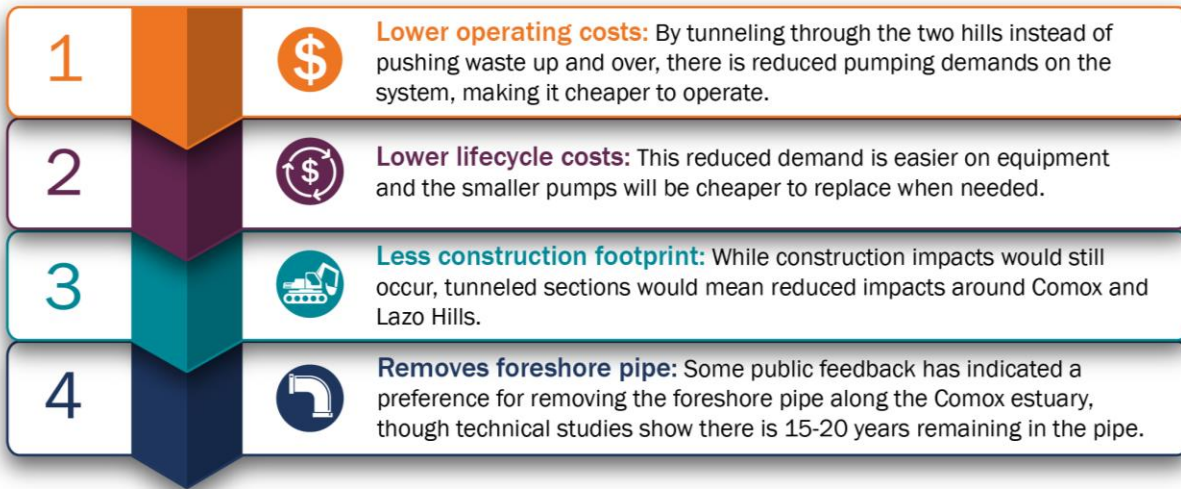 1
$
Lower operating costs: By tunneling through the two hills instead of
pushing waste up and over, there is reduced pumping demands on the
system, making it cheaper to operate.
2
$
Lower lifecycle costs: This reduced demand is easier on equipment
and the smaller pumps will be cheaper to replace when needed.
3
Less construction footprint: While construction impacts would still
occur, tunneled sections would mean reduced impacts around Comox and
Lazo Hills.
4
Removes foreshore pipe: Some public feedback has indicated a
preference for removing the foreshore pipe along the Comox estuary,
though technical studies show there is 15-20 years remaining in the pipe.